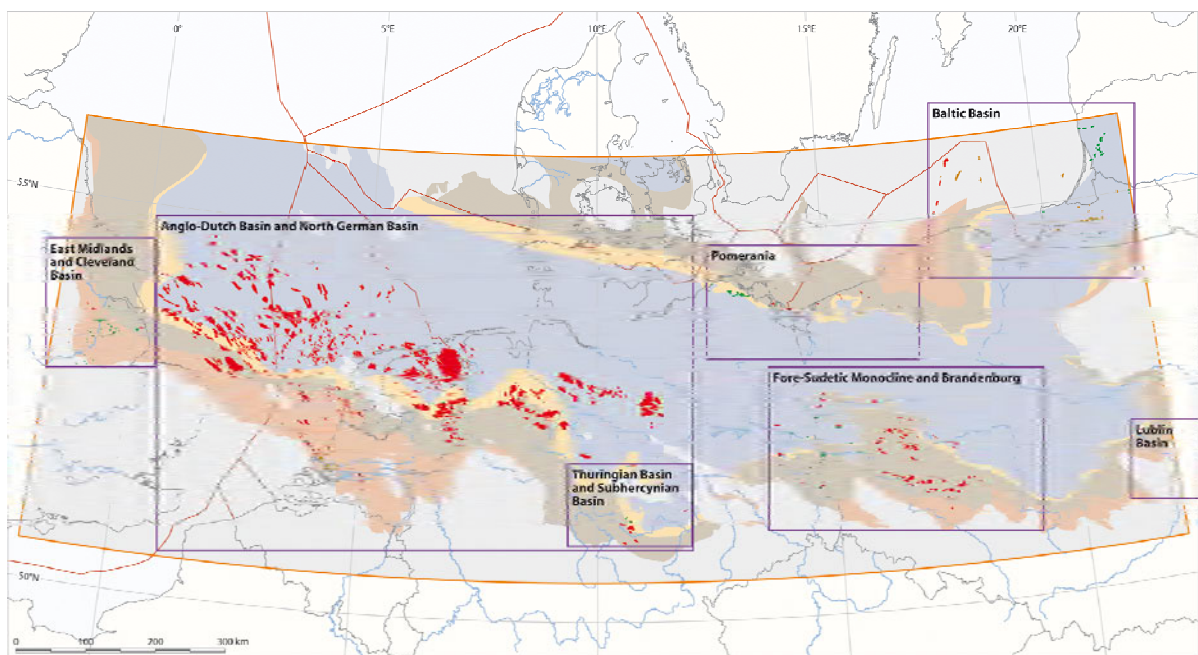 0°
5°E
10°E
15°E
20°E
Baltic Basin
55°N
Anglo-Dutch Basin and North German Basin
East Midlands
and Cleveland
Basin
Pomerania
Fore-Sudetic Monocline and Brandenburg
Lublin
Basin
Thuringian Basin
and Subhercynian
Basin
50°N
0 100 200 300 km